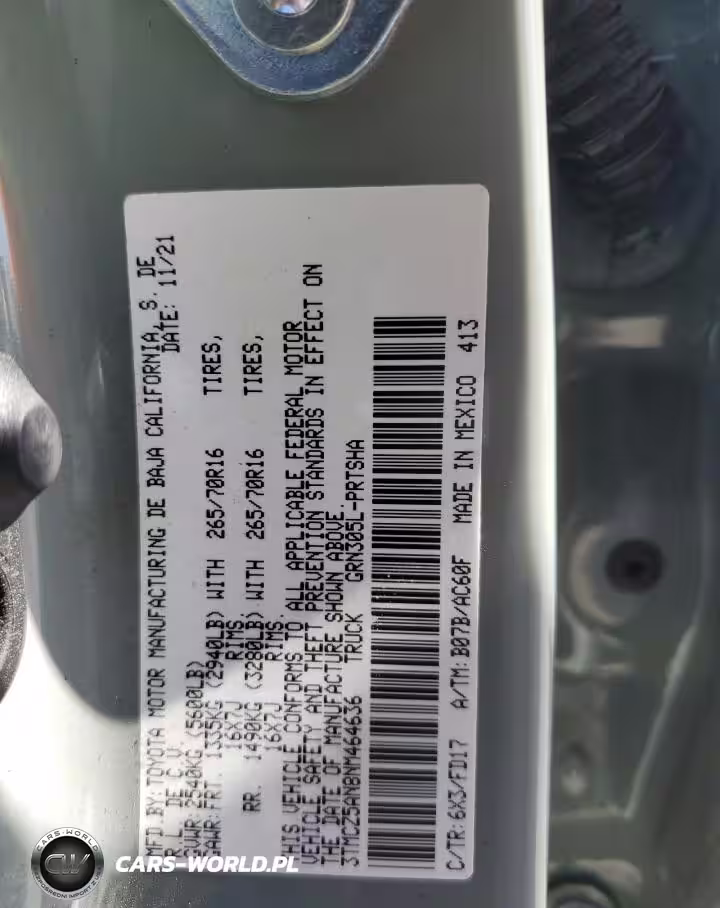 MFD BY: TOYOTA MOTOR MANUFACTURING DE BAJA CALIFORNIA, S. DE
R.L. DE C.V. DATE: 11/21
GVWR: 2540KG (5600LB)
GAWR: FRT. 1335KG (2940LB) WITH 265/70R16 TIRES,
16X7J RIMS.
RR. 1490KG (3280LB) WITH 265/70R16 TIRES,
16X7J RIMS.
THIS VEHICLE CONFORMS TO ALL APPLICABLE FEDERAL MOTOR
VEHICLE SAFETY AND THEFT PREVENTION STANDARDS IN EFFECT ON
THE DATE OF MANUFACTURE SHOWN ABOVE.
3TMCZ5AN8NM464636 TRUCK GRN305L-PRTSHA
C/TR: 6X3/FD17 A/TM: B07B/AC60F MADE IN MEXICO 413
CARS-WORLD
CW
CARS-WORLD.PL